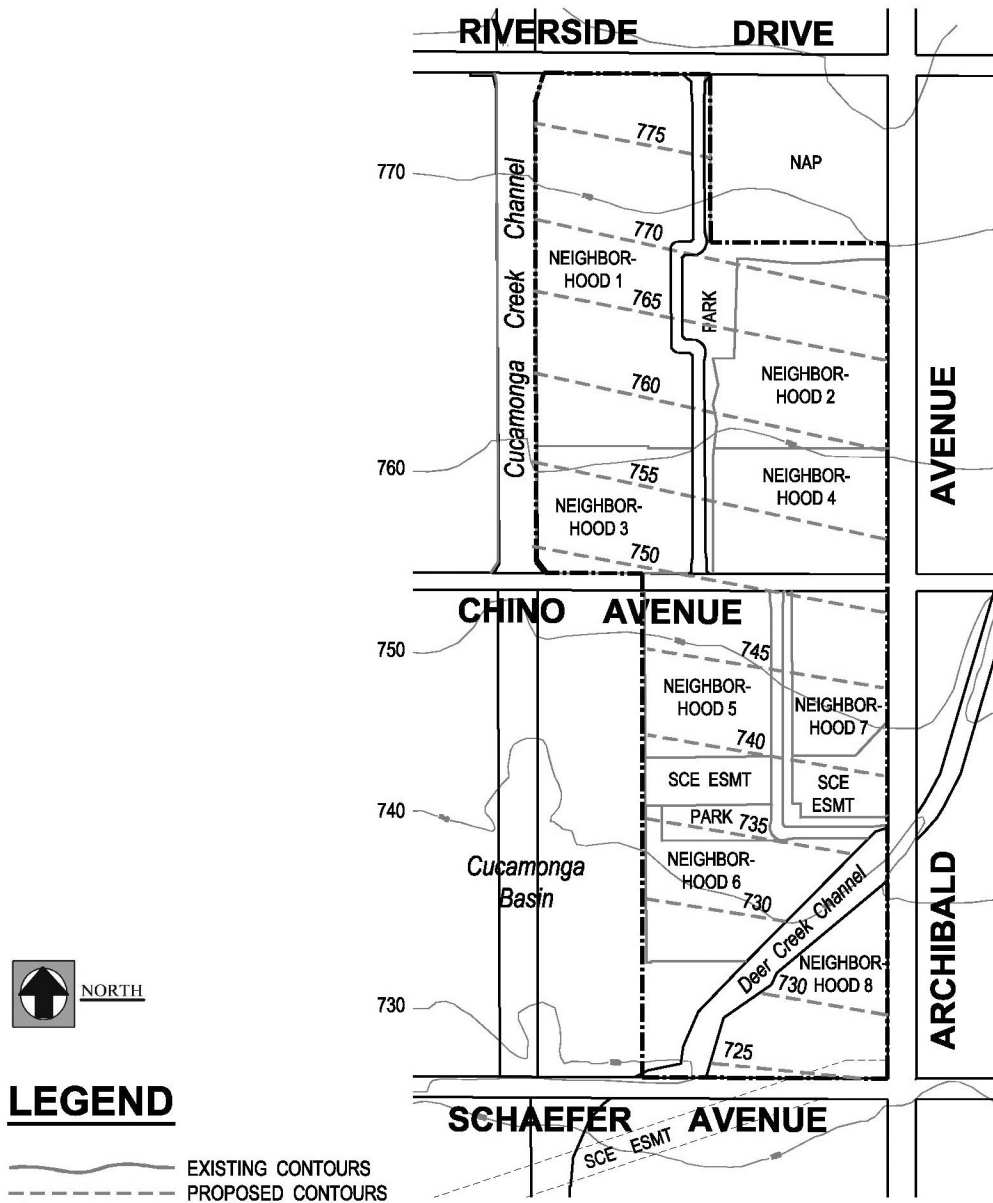 RIVERSIDE DRIVE
775
NAP
770
Cucamonga Creek Channel
770
NEIGHBOR-
HOOD 1
765
PARK
760
NEIGHBOR-
HOOD 2
AVENUE
760
755
NEIGHBOR-
HOOD 4
NEIGHBOR-
HOOD 3
750
CHINO AVENUE
750
745
NEIGHBOR-
HOOD 5
NEIGHBOR-
HOOD 7
740
SCE ESMT
SCE
ESMT
740
PARK
735
Cucamonga
Basin
NEIGHBOR-
HOOD 6
Deer Creek Channel
730
ARCHIBALD
NEIGHBOR-
HOOD 8
730
NORTH
730
725
SCHAEFER AVENUE
SCE ESMT
LEGEND
EXISTING CONTOURS
PROPOSED CONTOURS